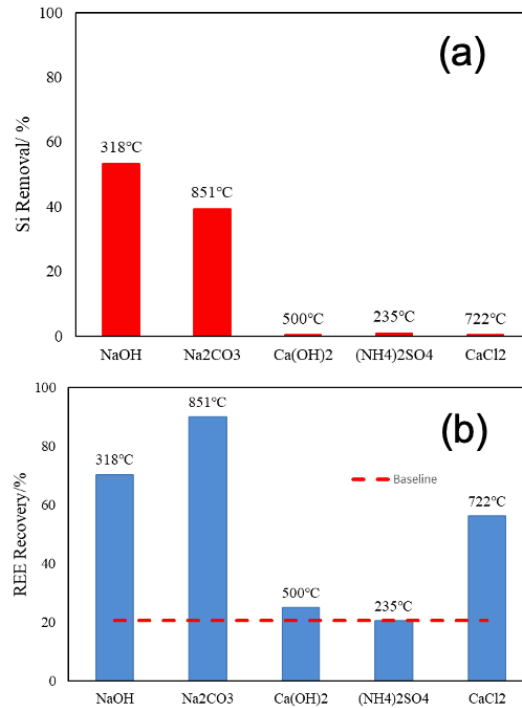 100
(a)
80
Si Removal/ %
60
318℃
851℃
40
20
500℃
235℃
722℃
0
NaOH
Na2CO3
Ca(OH)2
(NH4)2SO4
CaCl2
100
851℃
(b)
80
REE Recovery/%
318℃
Baseline
722℃
60
40
500℃
235℃
20
0
NaOH
Na2CO3
Ca(OH)2
(NH4)2SO4
CaCl2